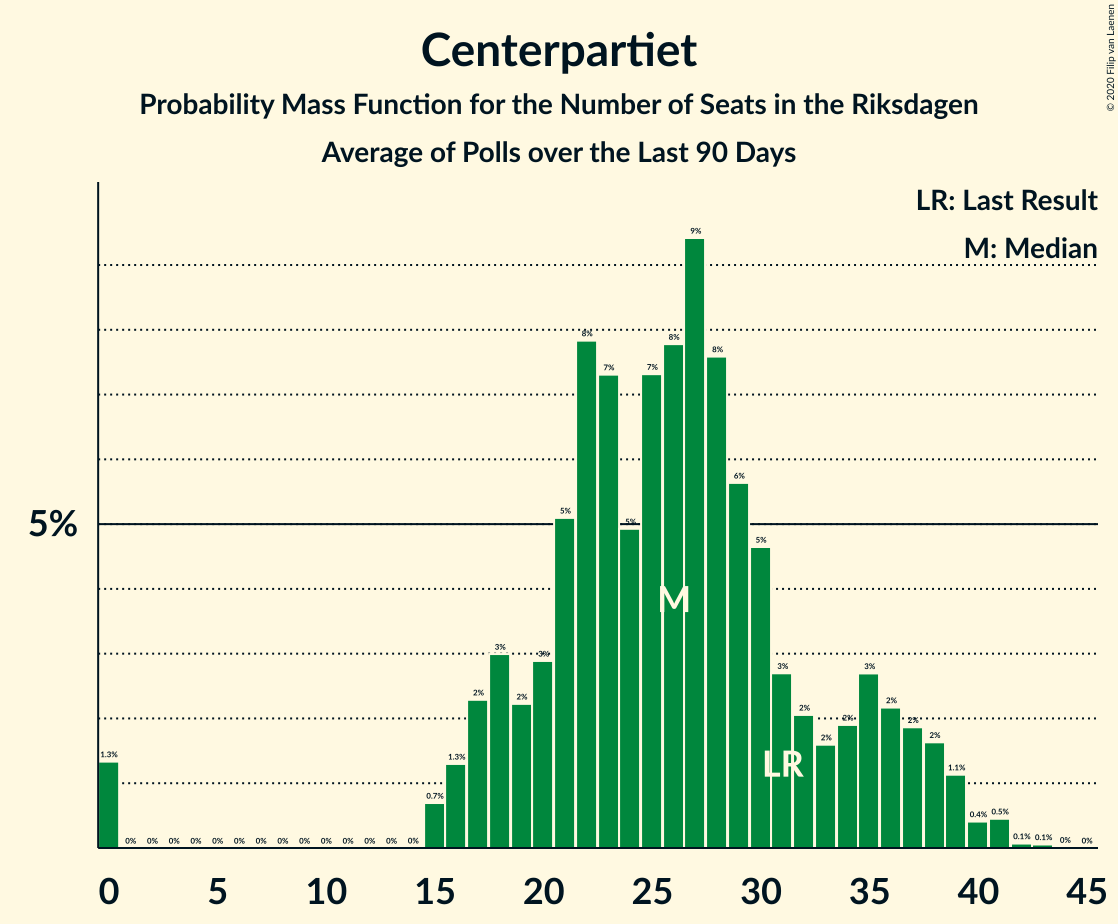 Centerpartiet
Probability Mass Function for the Number of Seats in the Riksdagen
Average of Polls over the Last 90 Days
© 2020 Filip van Laenen
LR: Last Result
M: Median
5%
1.3% 0% 0% 0% 0% 0% 0% 0% 0% 0% 0% 0% 0% 0% 0% 0.7% 1.3% 2% 3% 2% 3% 5% 8% 7% 5% 7% 8% 9% 8% 6% 5% 3% 2% 2% 2% 3% 2% 2% 2% 1.1% 0.4% 0.5% 0.1% 0.1% 0% 0%
M
LR
0 5 10 15 20 25 30 35 40 45